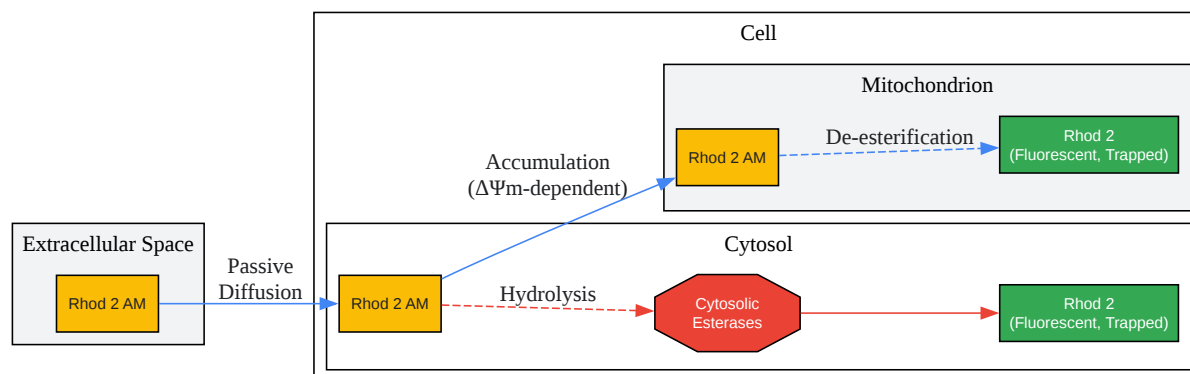 Cell
Mitochondrion
Rhod 2 AM
De-esterification
Rhod 2
(Fluorescent, Trapped)
Accumulation
(ΔΨm-dependent)
Extracellular Space
Rhod 2 AM
Passive
Diffusion
Cytosol
Rhod 2 AM
Hydrolysis
Cytosolic
Esterases
Rhod 2
(Fluorescent, Trapped)